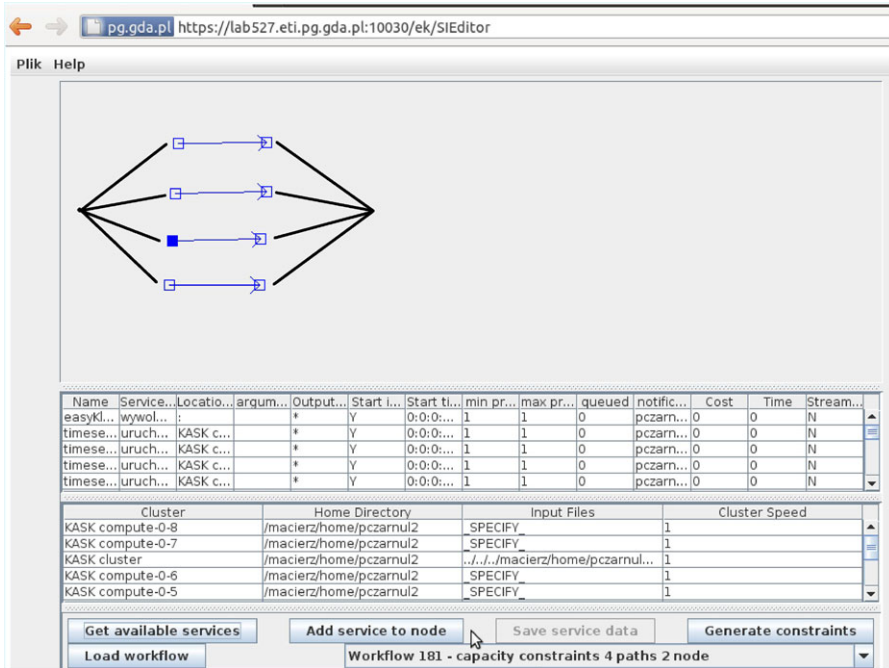 pg.gda.pl https://lab527.eti.pg.gda.pl:10030/ek/SIEditor
Plik Help
Name Service... Locatio... argum... Output... Start i... Start ti... min pr... max pr... queued notific... Cost Time Stream...
easyKl... wywol... : * Y 0:0:0:... 1 1 0 pczarn... 0 0 N
timese... uruch... KASK c... * Y 0:0:0:... 1 1 0 pczarn... 0 0 N
timese... uruch... KASK c... * Y 0:0:0:... 1 1 0 pczarn... 0 0 N
timese... uruch... KASK c... * Y 0:0:0:... 1 1 0 pczarn... 0 0 N
timese... uruch... KASK c... * Y 0:0:0:... 1 1 0 pczarn... 0 0 N
Cluster Home Directory Input Files Cluster Speed
KASK compute-0-8 /macierz/home/pczarnul2 _SPECIFY_ 1
KASK compute-0-7 /macierz/home/pczarnul2 _SPECIFY_ 1
KASK cluster /macierz/home/pczarnul2 ../../../macierz/home/pczarnul... 1
KASK compute-0-6 /macierz/home/pczarnul2 _SPECIFY_ 1
KASK compute-0-5 /macierz/home/pczarnul2 _SPECIFY_ 1
Get available services Add service to node Save service data Generate constraints
Load workflow Workflow 181 - capacity constraints 4 paths 2 node